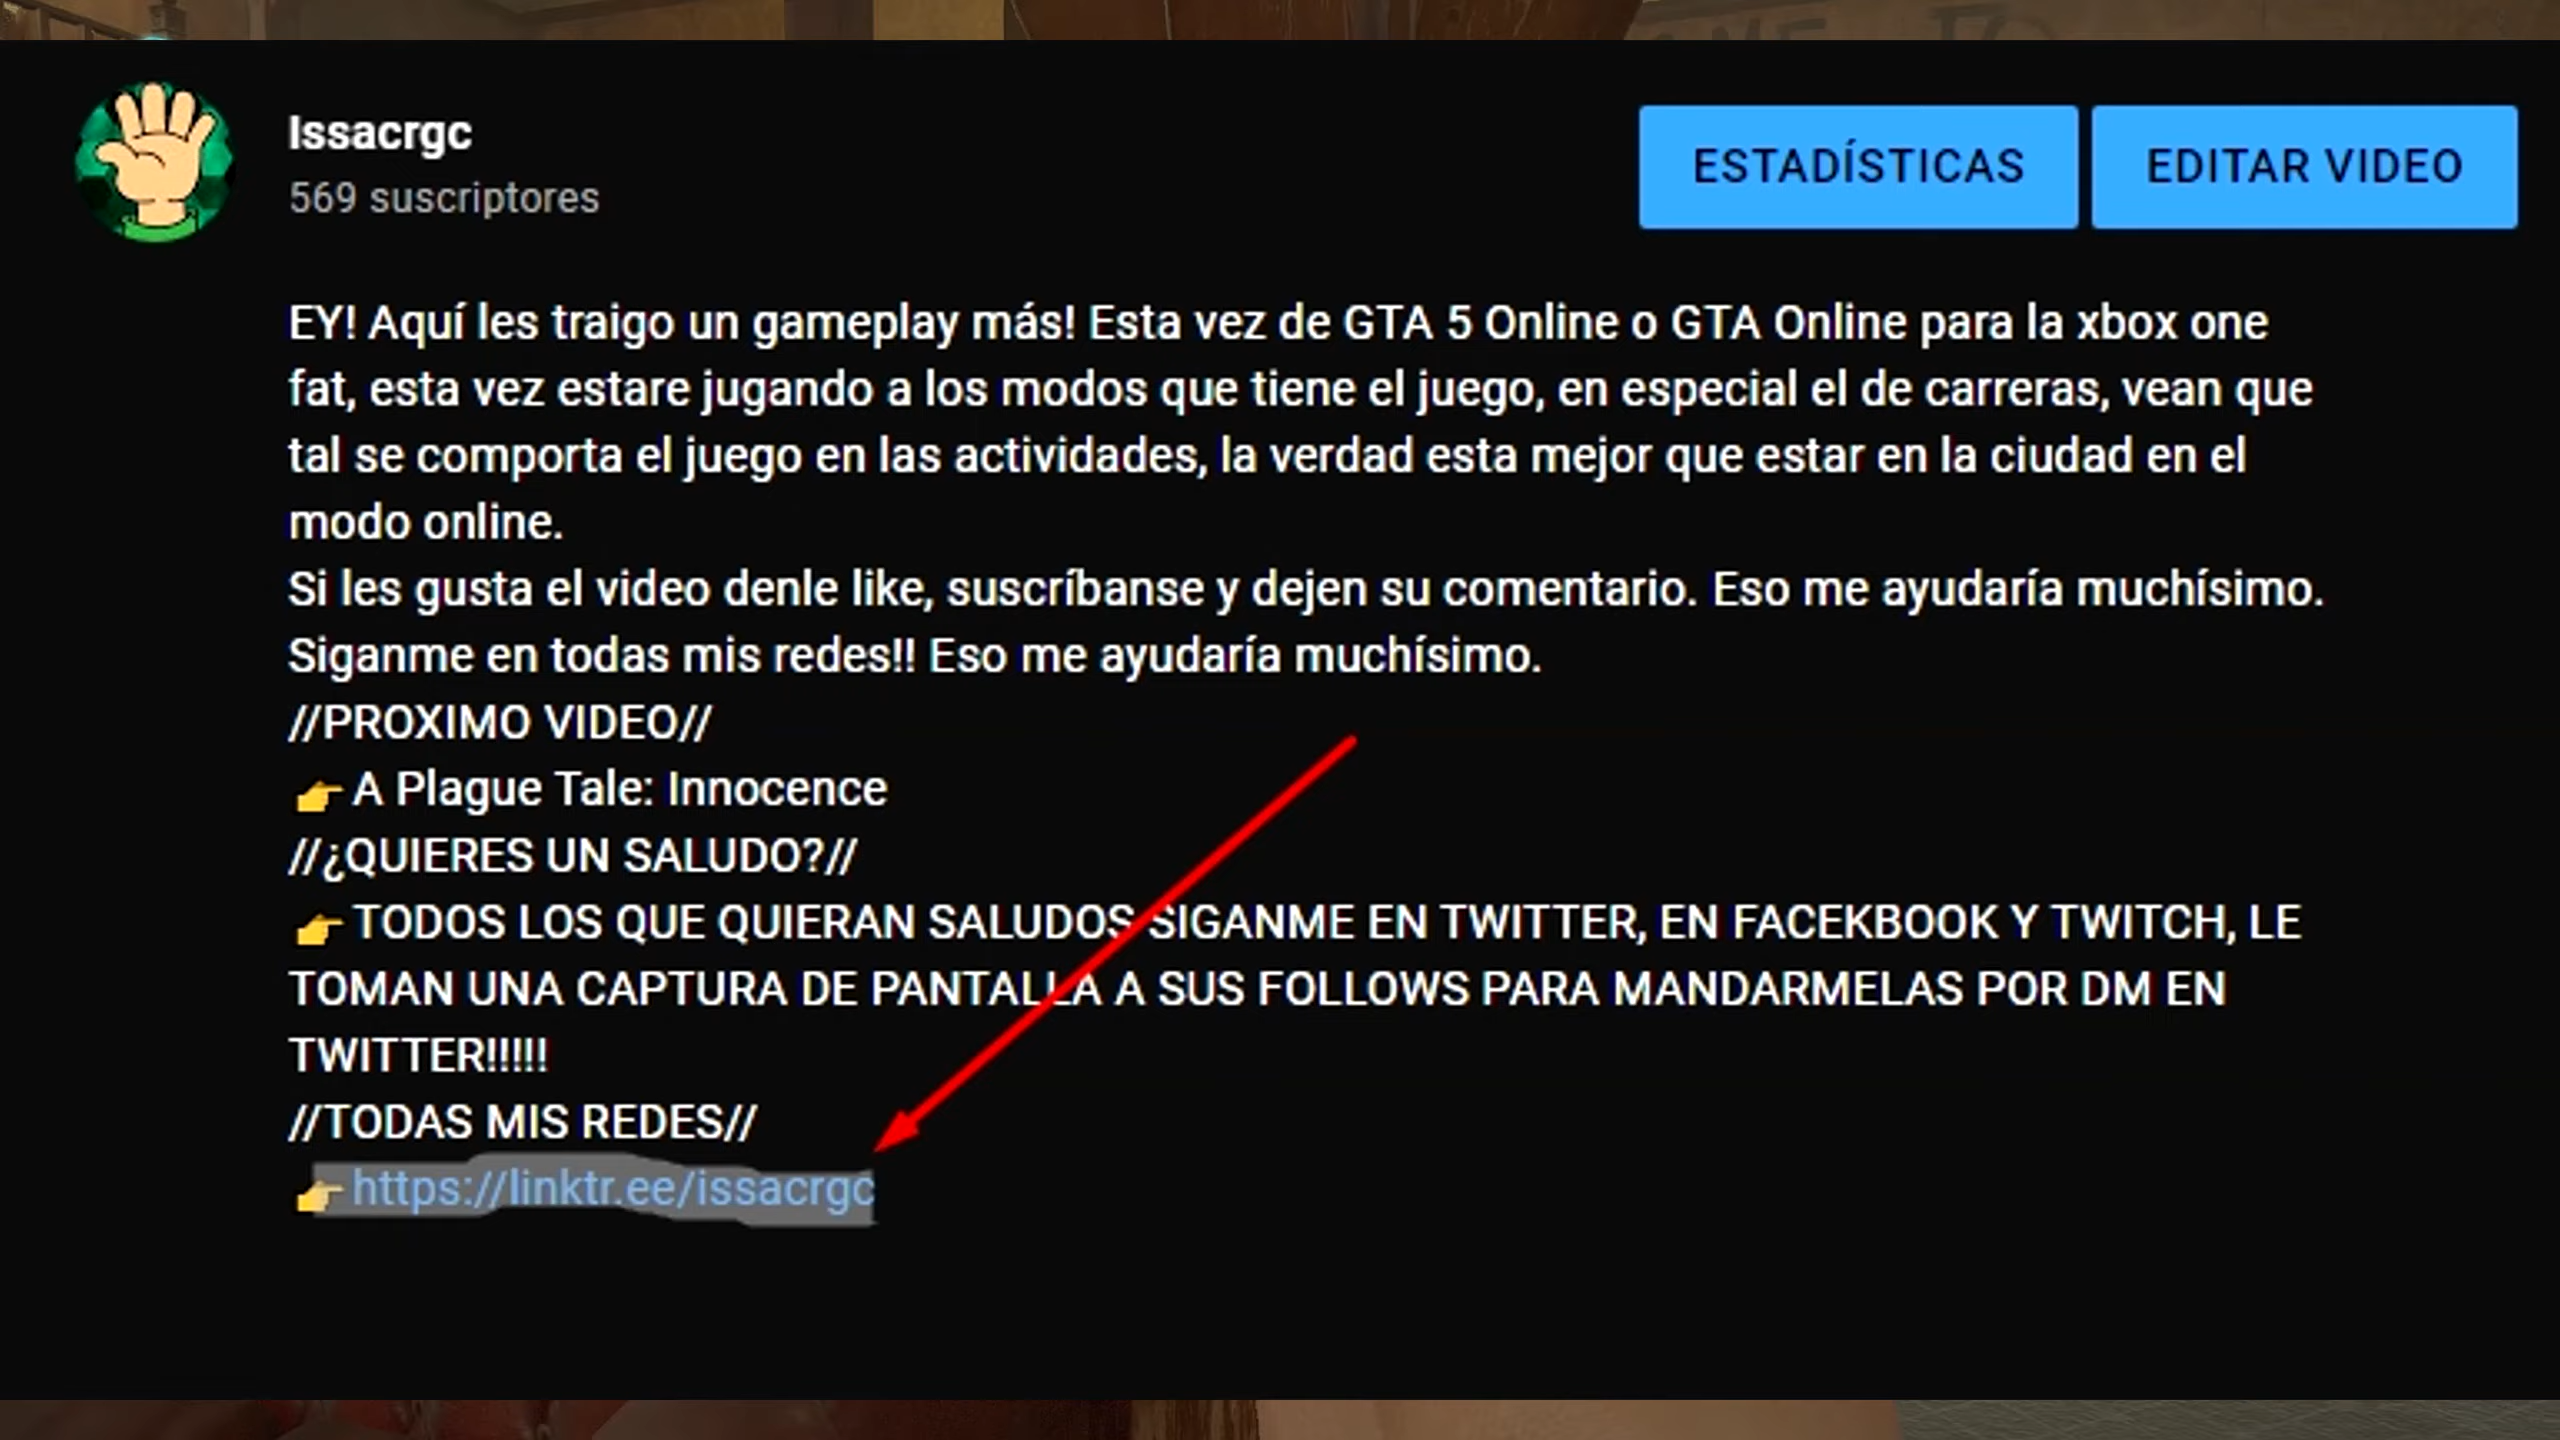 Issacrgc
569 suscriptores
ESTADÍSTICAS
EDITAR VIDEO
EY! Aquí les traigo un gameplay más! Esta vez de GTA 5 Online o GTA Online para la xbox one
fat, esta vez estare jugando a los modos que tiene el juego, en especial el de carreras, vean que
tal se comporta el juego en las actividades, la verdad esta mejor que estar en la ciudad en el
modo online.
Si les gusta el video denle like, suscríbanse y dejen su comentario. Eso me ayudaría muchísimo.
Siganme en todas mis redes!! Eso me ayudaría muchísimo.
//PROXIMO VIDEO//
👉 A Plague Tale: Innocence
//¿QUIERES UN SALUDO?//
👉 TODOS LOS QUE QUIERAN SALUDOS SIGANME EN TWITTER, EN FACEKBOOK Y TWITCH, LE
TOMAN UNA CAPTURA DE PANTALLA A SUS FOLLOWS PARA MANDARMELAS POR DM EN
TWITTER!!!!!
//TODAS MIS REDES//
👉 https://linktr.ee/issacrgc